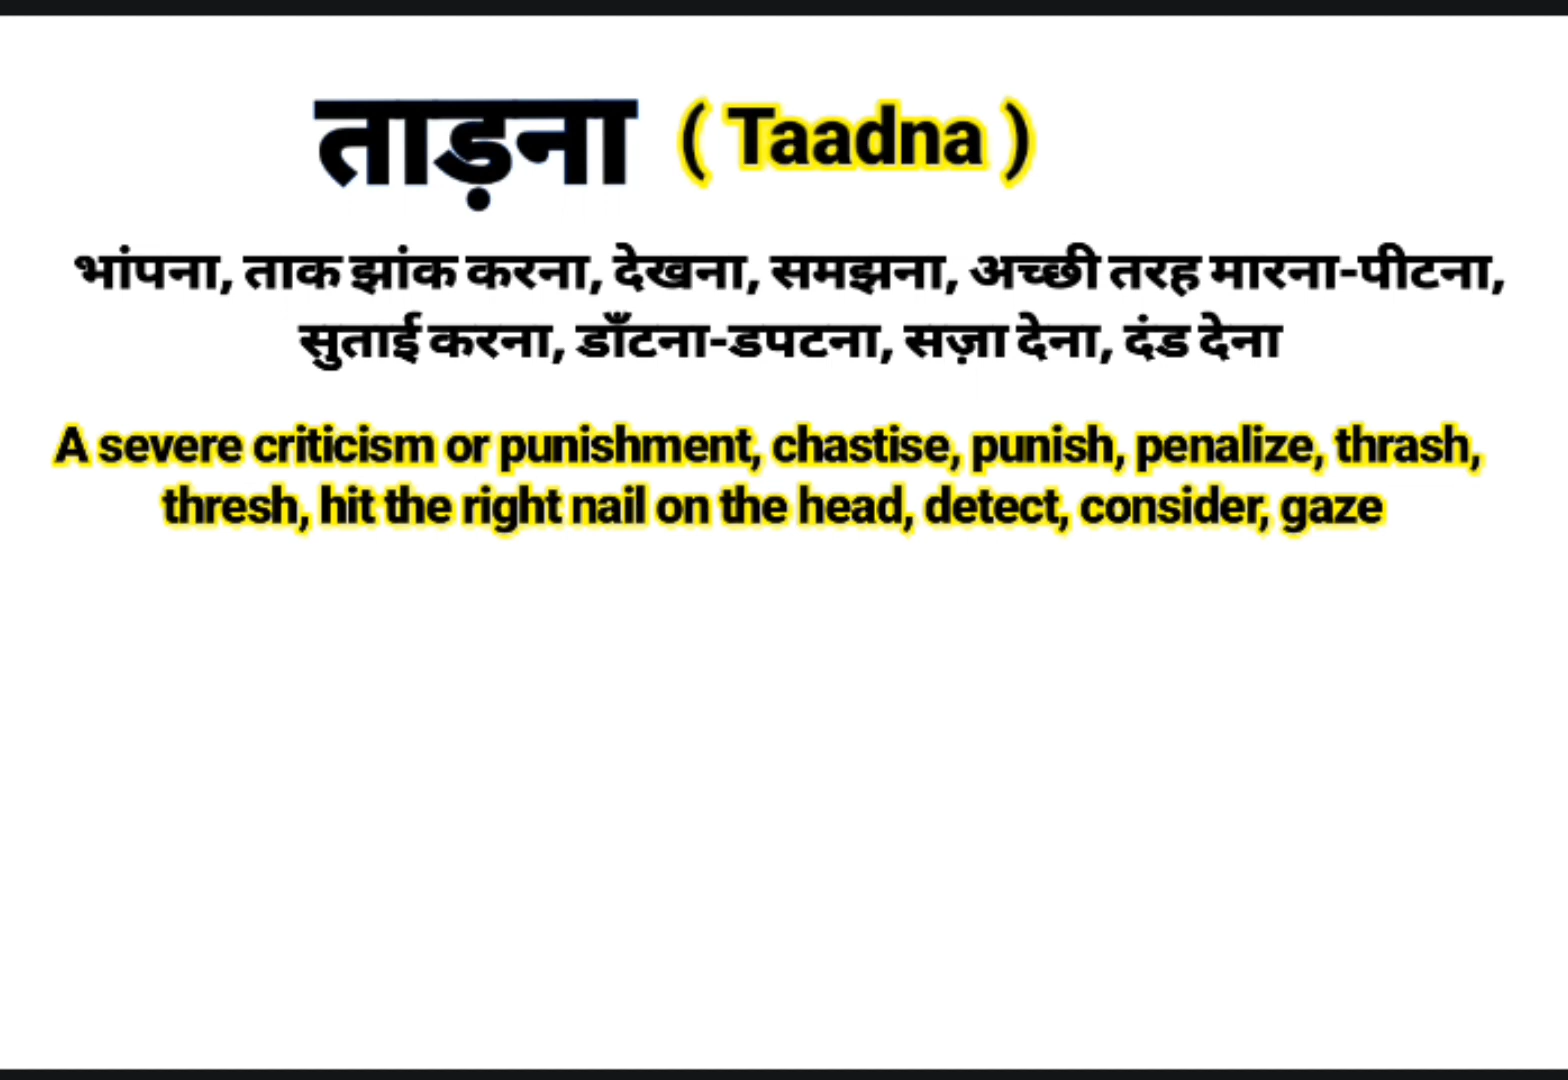 ताड़ना ( Taadna )
भांपना, ताक झांक करना, देखना, समझना, अच्छी तरह मारना-पीटना,
सुताई करना, डाँटना-डपटना, सज़ा देना, दंड देना
A severe criticism or punishment, chastise, punish, penalize, thrash,
thresh, hit the right nail on the head, detect, consider, gaze